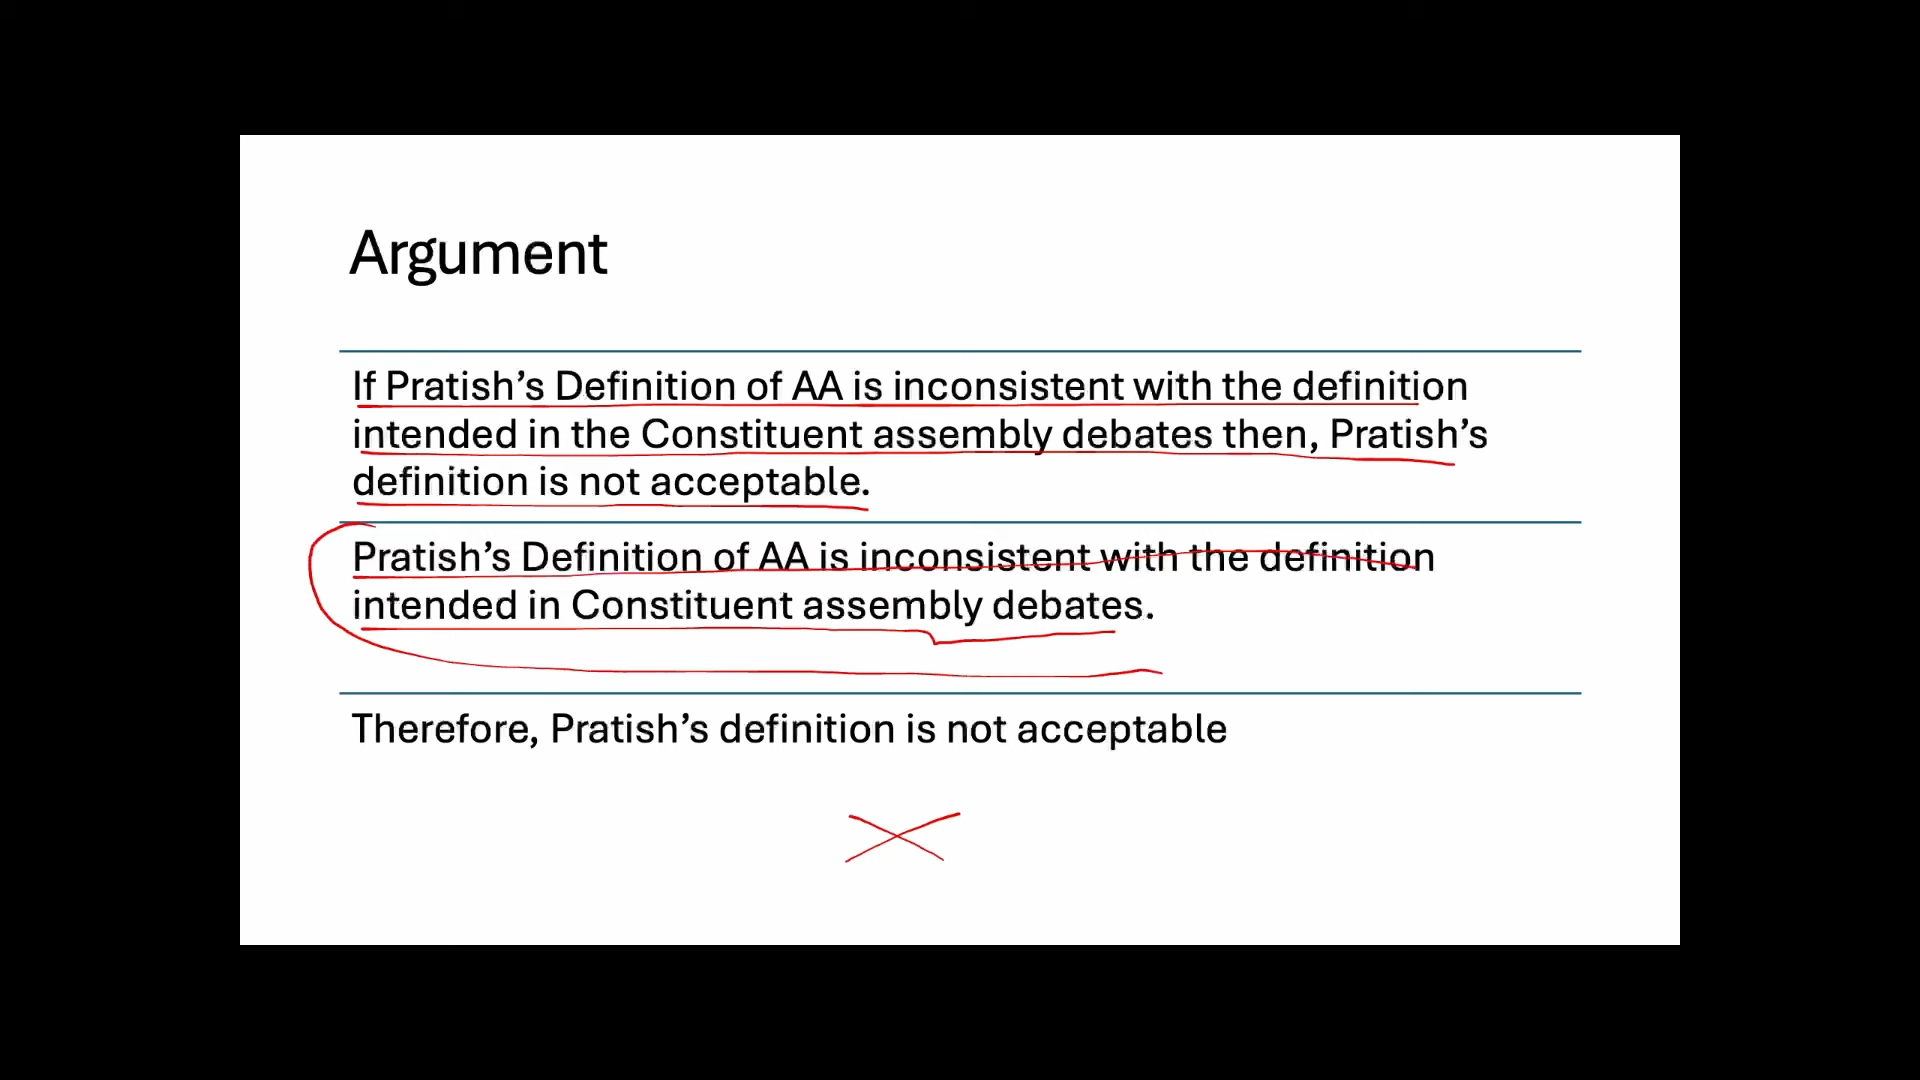 Argument
If Pratish’s Definition of AA is inconsistent with the definition
intended in the Constituent assembly debates then, Pratish’s
definition is not acceptable.
Pratish’s Definition of AA is inconsistent with the definition
intended in Constituent assembly debates.
Therefore, Pratish’s definition is not acceptable